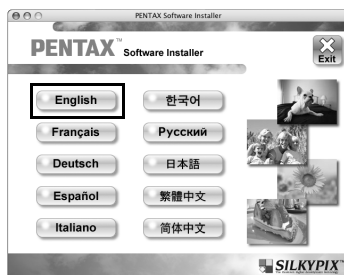 PENTAX Software Installer
PENTAX™ Software Installer
Exit
English
한국어
Français
Русский
Deutsch
日本語
Español
繁體中文
Italiano
简体中文
SILKYPIX